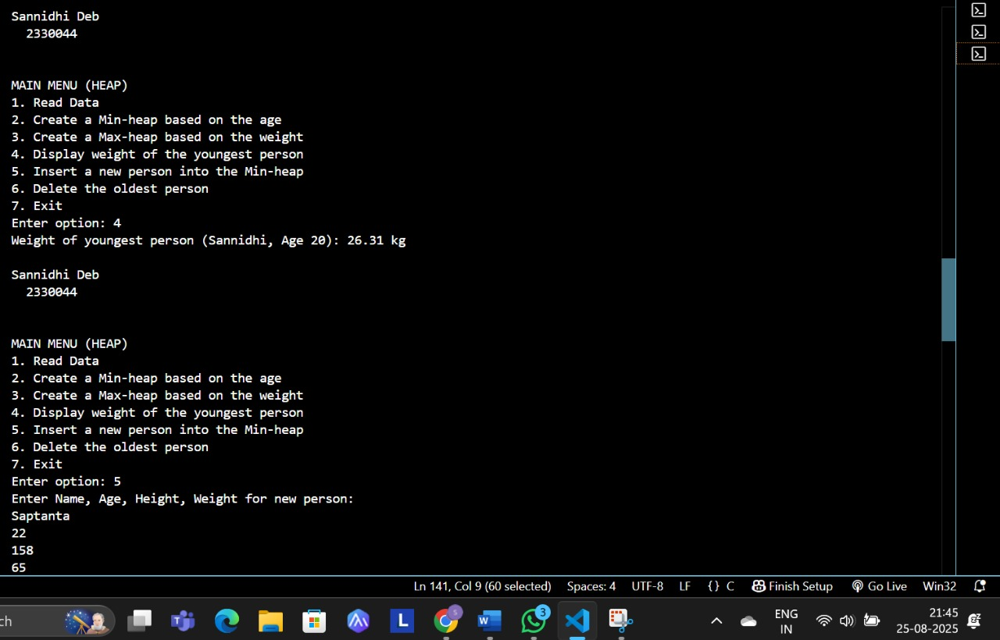 Sannidhi Deb
2330044
MAIN MENU (HEAP)
1. Read Data
2. Create a Min-heap based on the age
3. Create a Max-heap based on the weight
4. Display weight of the youngest person
5. Insert a new person into the Min-heap
6. Delete the oldest person
7. Exit
Enter option: 4
Weight of youngest person (Sannidhi, Age 20): 26.31 kg
Sannidhi Deb
2330044
MAIN MENU (HEAP)
1. Read Data
2. Create a Min-heap based on the age
3. Create a Max-heap based on the weight
4. Display weight of the youngest person
5. Insert a new person into the Min-heap
6. Delete the oldest person
7. Exit
Enter option: 5
Enter Name, Age, Height, Weight for new person:
Saptanta
22
158
65
Ln 141, Col 9 (60 selected) Spaces: 4 UTF-8 LF {} C Finish Setup Go Live Win32
ch T L S W 3 ENG 21:45
IN 25-08-2025